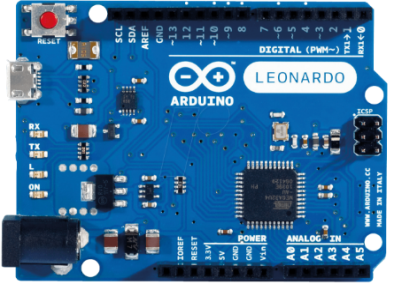 RESET
SCL
SDA
AREF
GND
~13
12
~11
~10
~9
8
7
~6
~5
4
~3
2
TX→1
RX←0
DIGITAL (PWM~)
ARDUINO
LEONARDO
ICSP
RX
TX
L
ON
WWW.ARDUINO.CC
MADE IN ITALY
POWER
ANALOG IN
IOREF
RESET
3.3V
5V
GND
GND
Vin
A0
A1
A2
A3
A4
A5